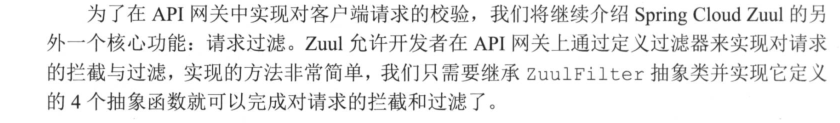 为了在 API 网关中实现对客户端请求的校验，我们将继续介绍 Spring Cloud Zuul 的另
外一个核心功能：请求过滤。Zuul 允许开发者在 API 网关上通过定义过滤器来实现对请求
的拦截与过滤，实现的方法非常简单，我们只需要继承 ZuulFilter 抽象类并实现它定义
的 4 个抽象函数就可以完成对请求的拦截和过滤了。